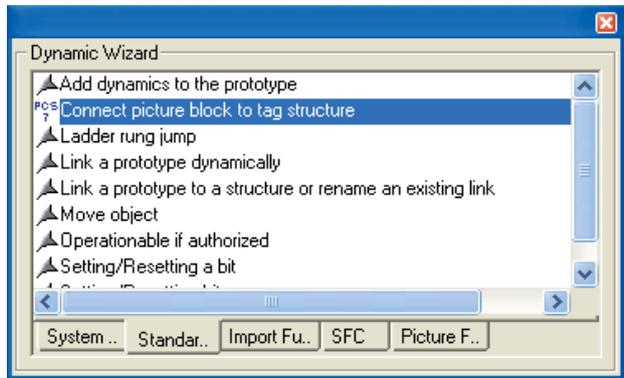 Dynamic Wizard
Add dynamics to the prototype
PCS 7 Connect picture block to tag structure
Ladder rung jump
Link a prototype dynamically
Link a prototype to a structure or rename an existing link
Move object
Operationable if authorized
Setting/Resetting a bit
System .. Standar.. Import Fu.. SFC Picture F..